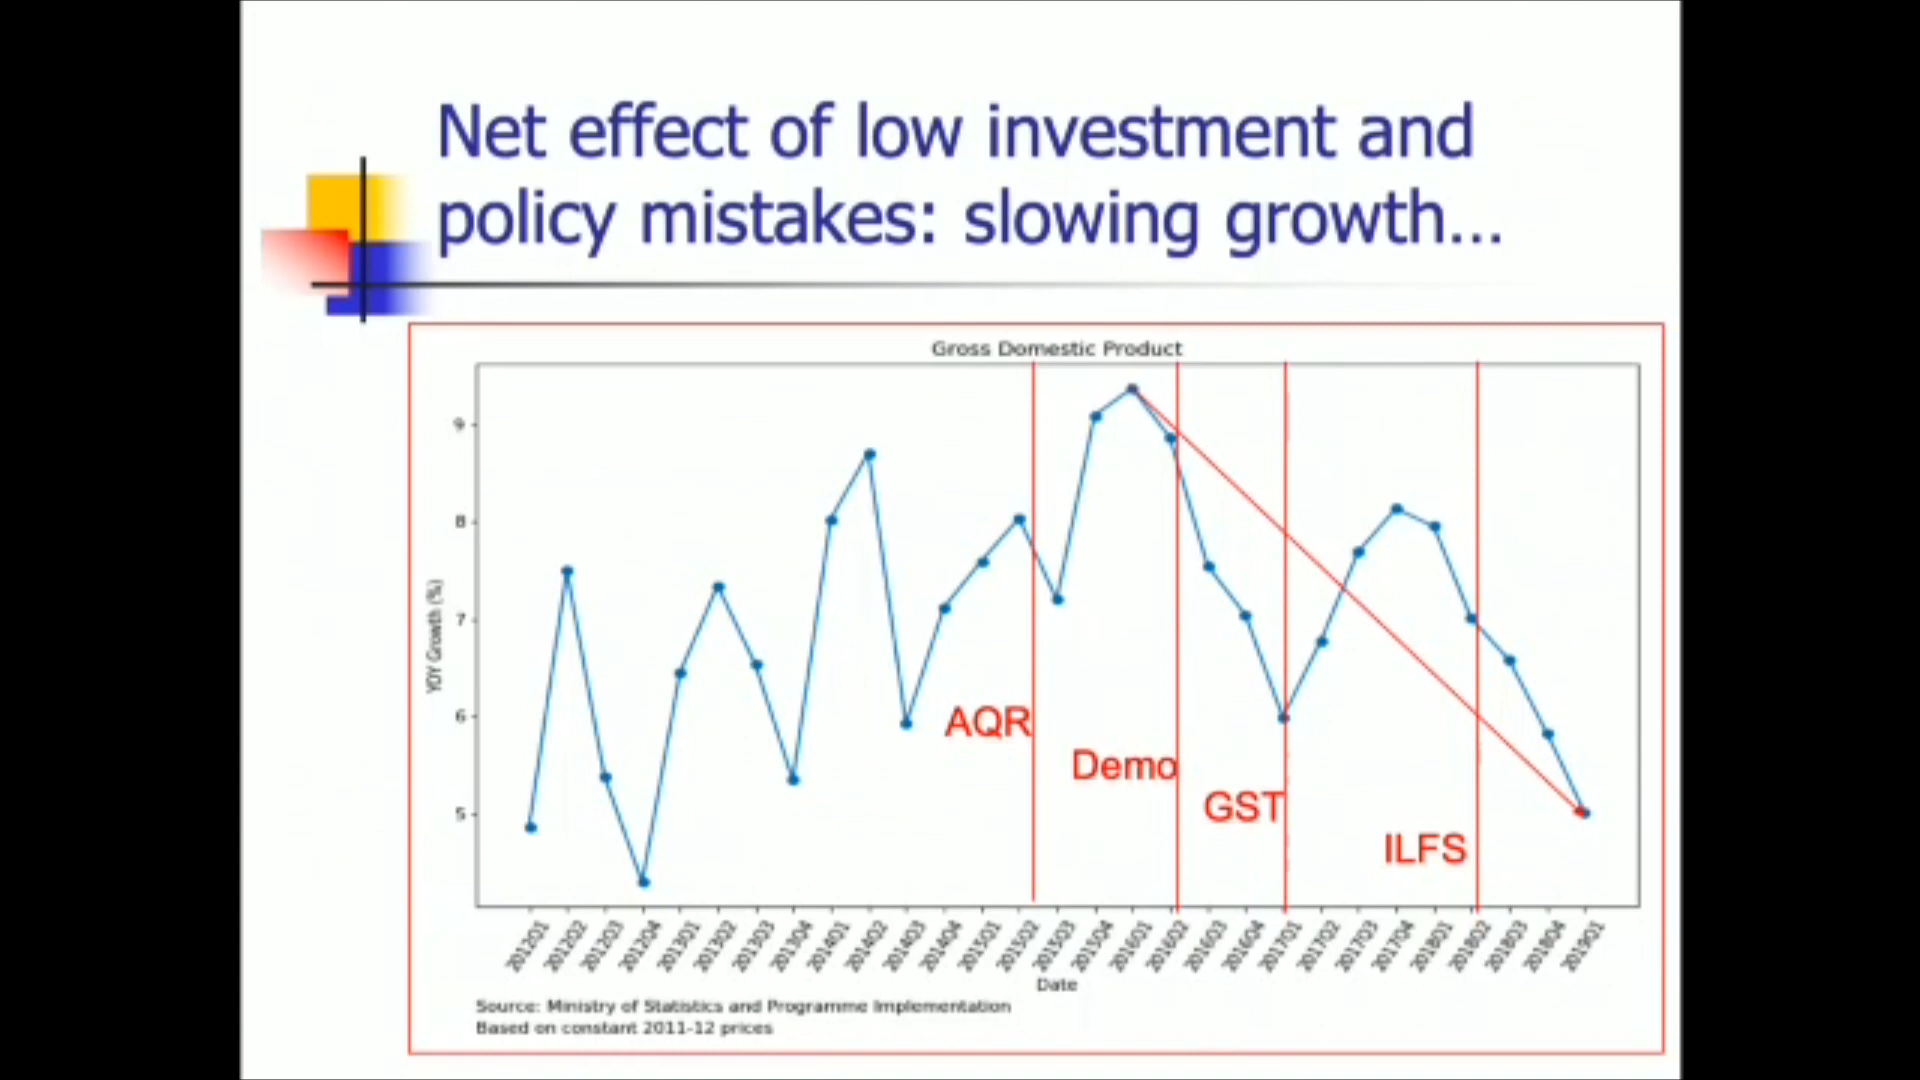 Net effect of low investment and
policy mistakes: slowing growth...
Gross Domestic Product
YOY Growth (%)
9
8
7
6
5
AQR
Demo
GST
ILFS
2012Q1 2012Q2 2012Q3 2012Q4 2013Q1 2013Q2 2013Q3 2013Q4 2014Q1 2014Q2 2014Q3 2014Q4 2015Q1 2015Q2 2015Q3 2015Q4 2016Q1 2016Q2 2016Q3 2016Q4 2017Q1 2017Q2 2017Q3 2017Q4 2018Q1 2018Q2 2018Q3 2018Q4 2019Q1
Date
Source: Ministry of Statistics and Programme Implementation
Based on constant 2011-12 prices